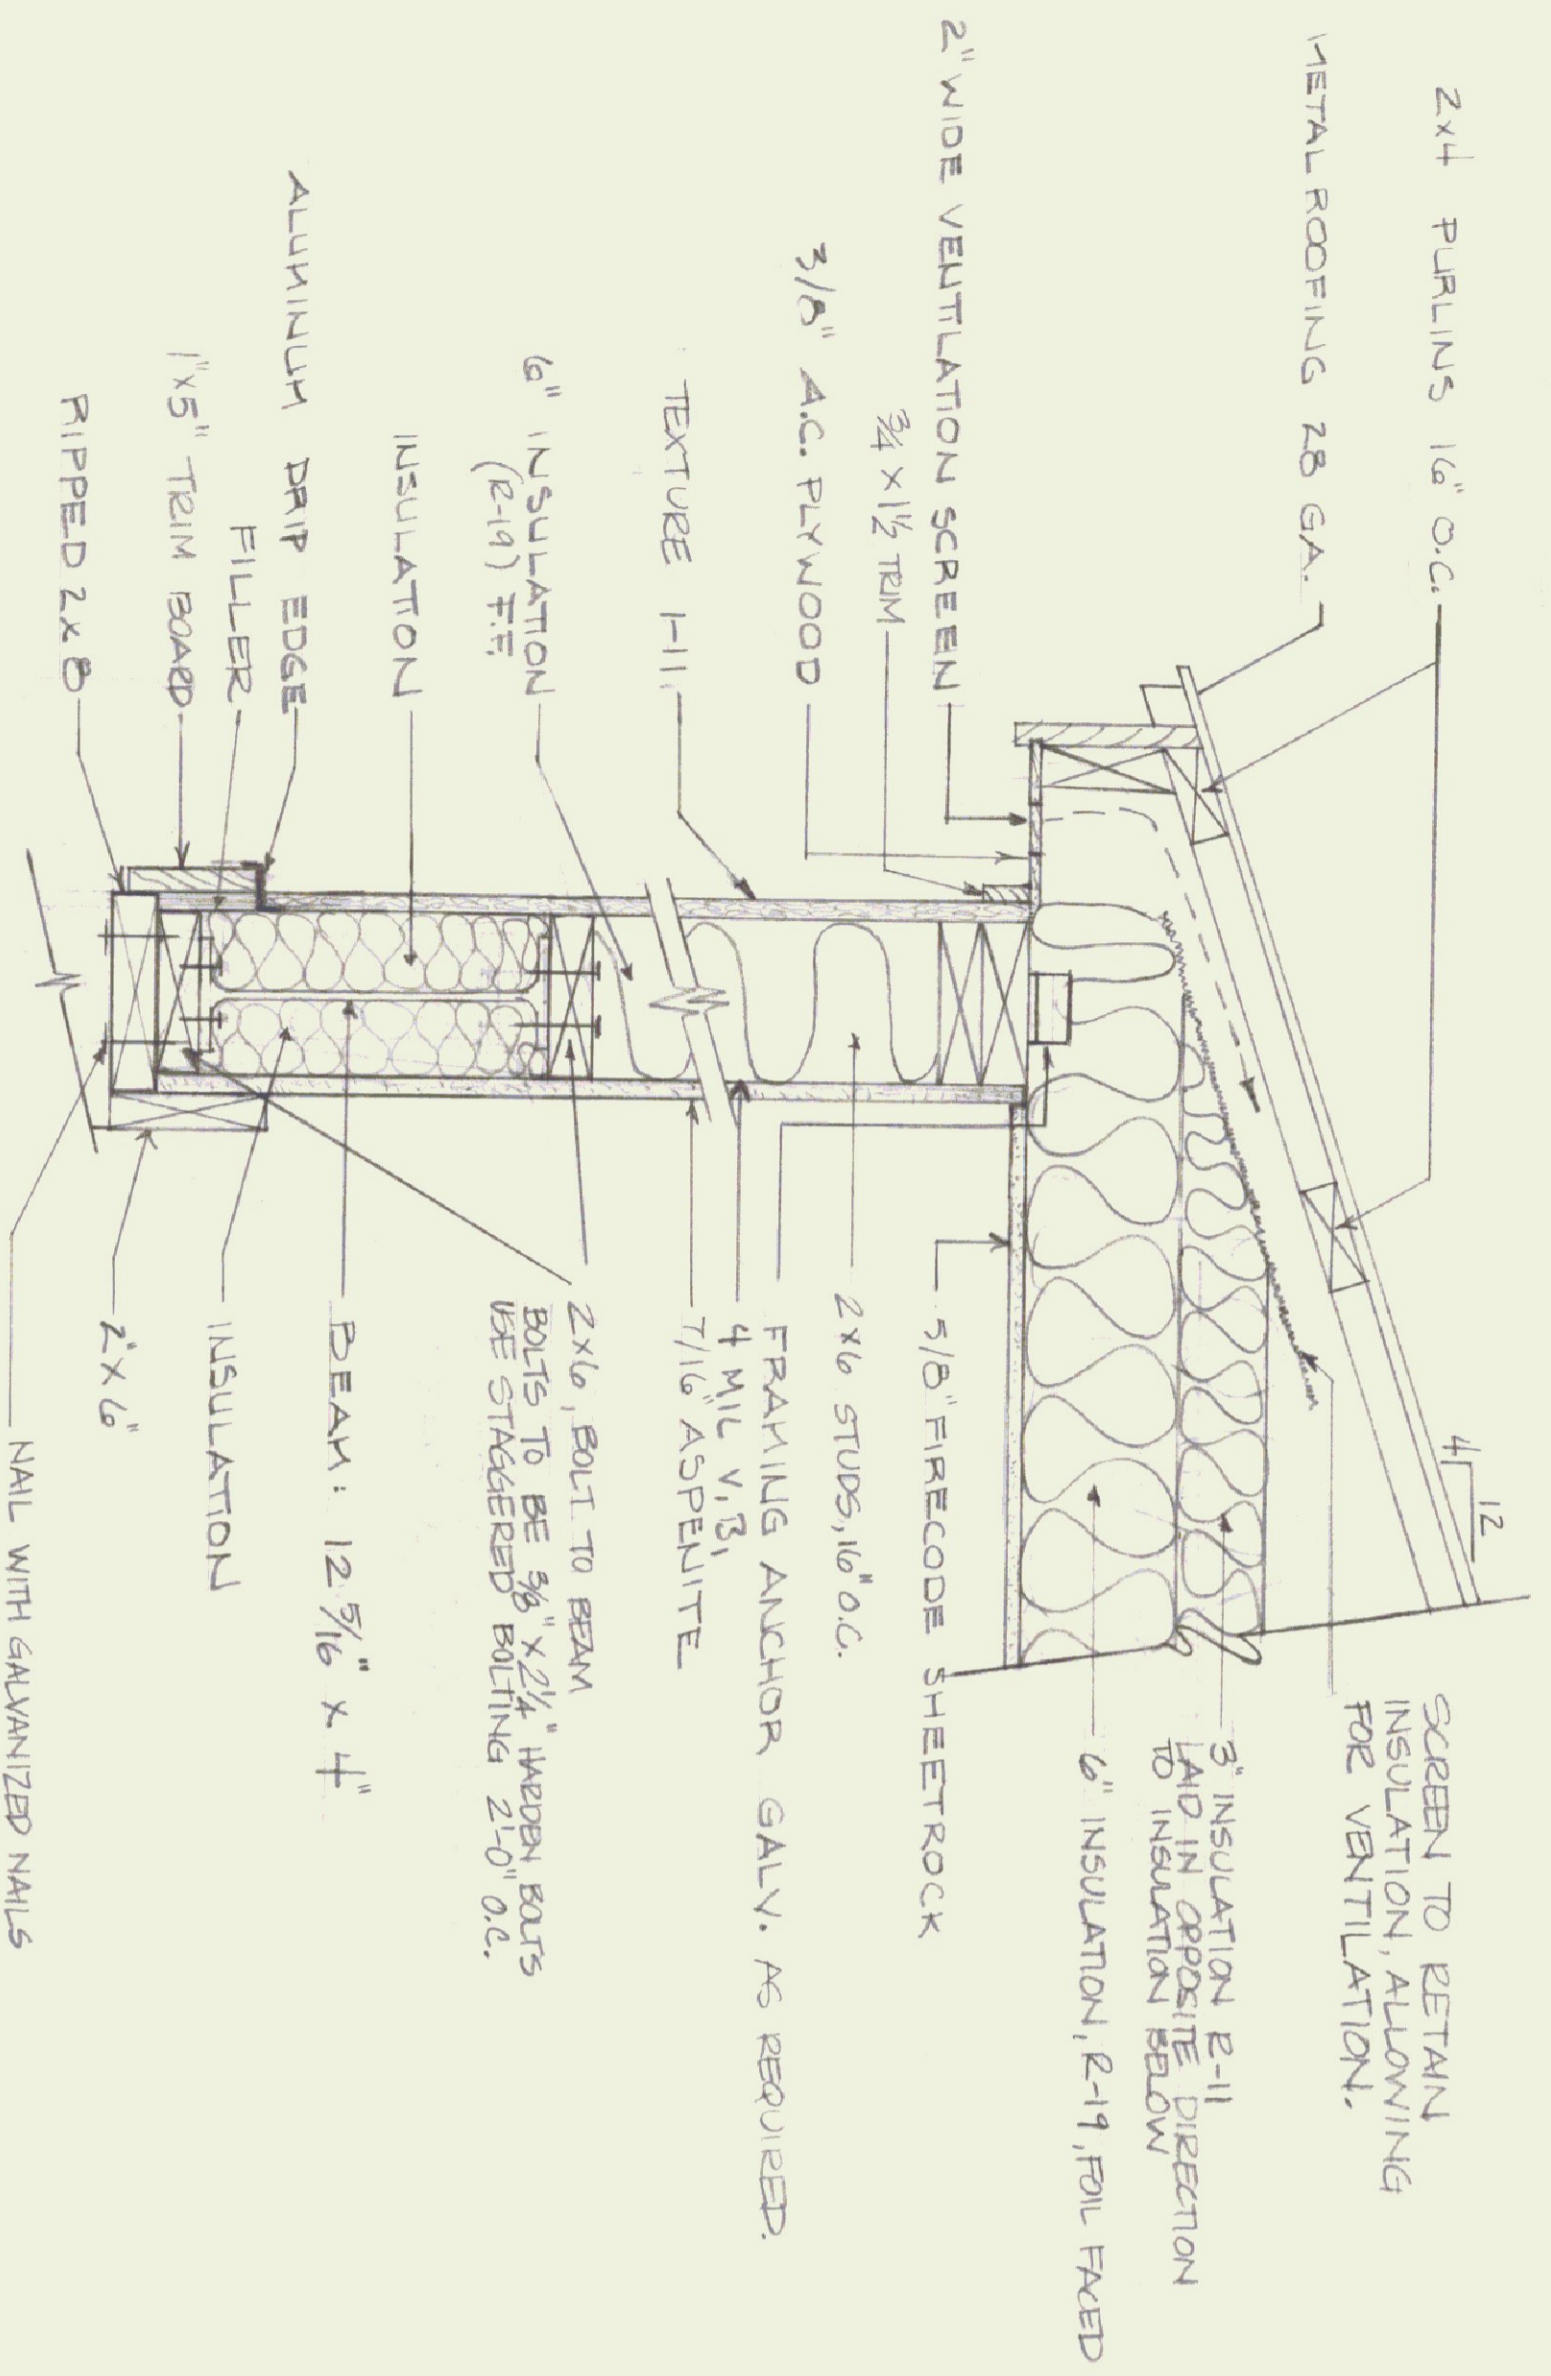 2x4 PURLINS 16" O.C.
METAL ROOFING 28 GA.
2" WIDE VENTILATION SCREEN
3/4 x 1 1/2 TRIM
3/8" A.C. PLYWOOD
TEXTURE 1-11
6" INSULATION
(R-19) F.F.
INSULATION
ALUMINUM DRIP EDGE
FILLER
1"x5" TRIM BOARD
RIPPED 2x8
4
12
SCREEN TO RETAIN
INSULATION, ALLOWING
FOR VENTILATION.
3" INSULATION R-11
LAID IN OPPOSITE DIRECTION
TO INSULATION BELOW
6" INSULATION, R-19, FOIL FACED
5/8" FIRECODE SHEETROCK
2x6 STUDS, 16" O.C.
FRAMING ANCHOR GALV. AS REQUIRED.
4 MIL V.B.
7/16" ASPENITE
2x6, BOLT TO BEAM
BOLTS TO BE 3/8" x 2 1/4" HARDEN BOLTS
USE STAGGERED BOLTING 2'-0" O.C.
BEAM: 12 5/16" x 4"
INSULATION
2"x6"
NAIL WITH GALVANIZED NAILS